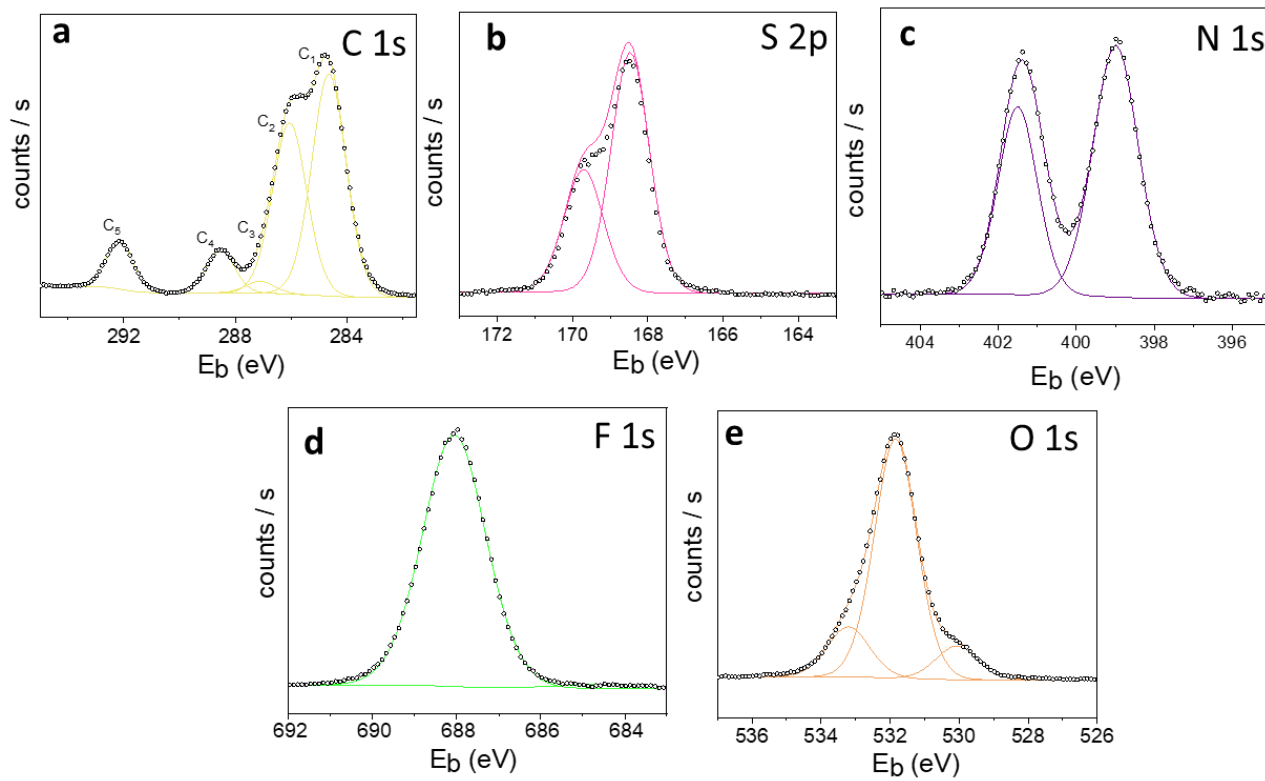 a
C 1s
C1
C2
C3
C4
C5
counts / s
292
288
284
Eb (eV)
b
S 2p
counts / s
172
170
168
166
164
Eb (eV)
c
N 1s
counts / s
404
402
400
398
396
Eb (eV)
d
F 1s
counts / s
692
690
688
686
684
Eb (eV)
e
O 1s
counts / s
536
534
533
531
530
528
526
Eb (eV)